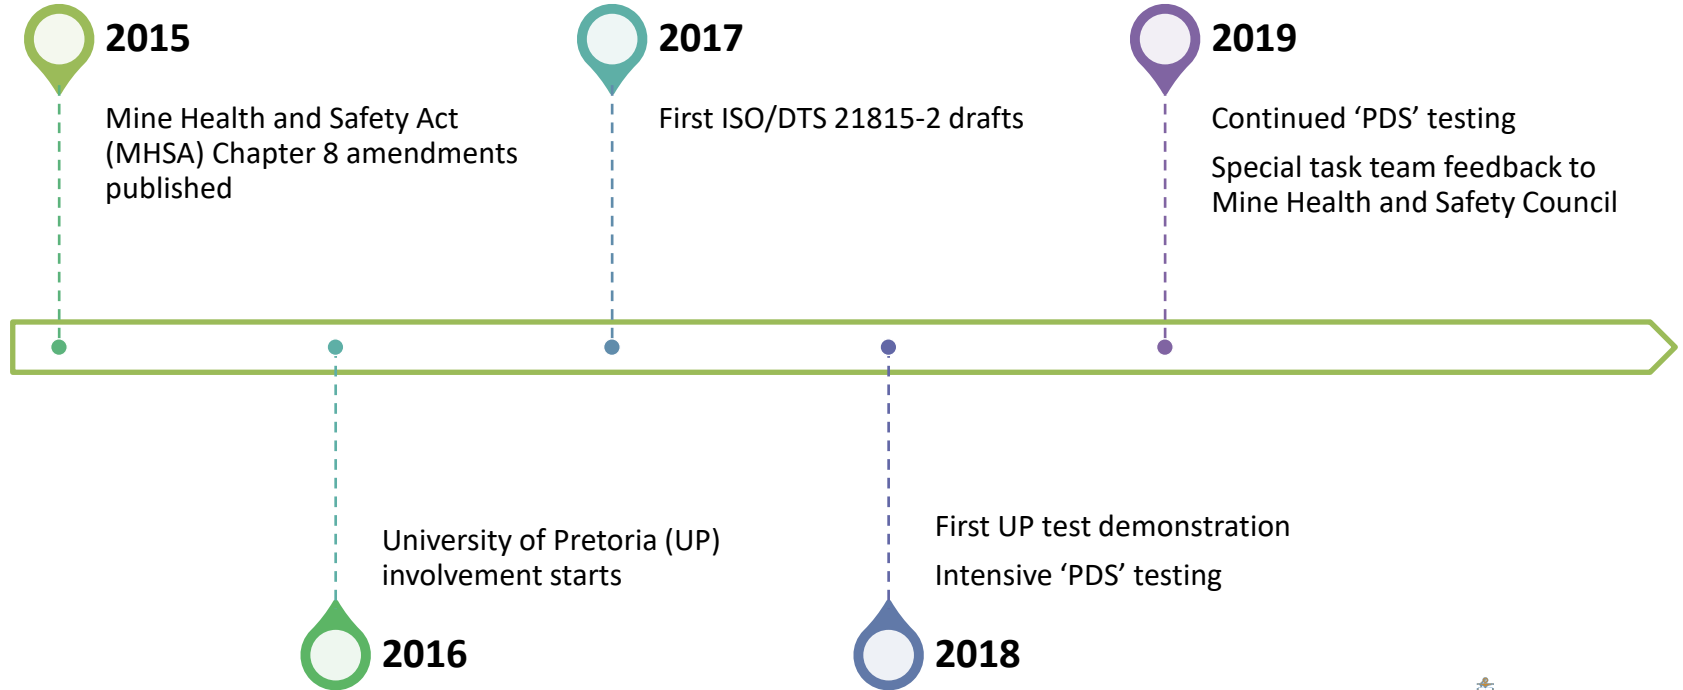 2015
Mine Health and Safety Act
(MHSA) Chapter 8 amendments
published
2017
First ISO/DTS 21815-2 drafts
2019
Continued ‘PDS’ testing
Special task team feedback to
Mine Health and Safety Council
University of Pretoria (UP)
involvement starts
2016
First UP test demonstration
Intensive ‘PDS’ testing
2018